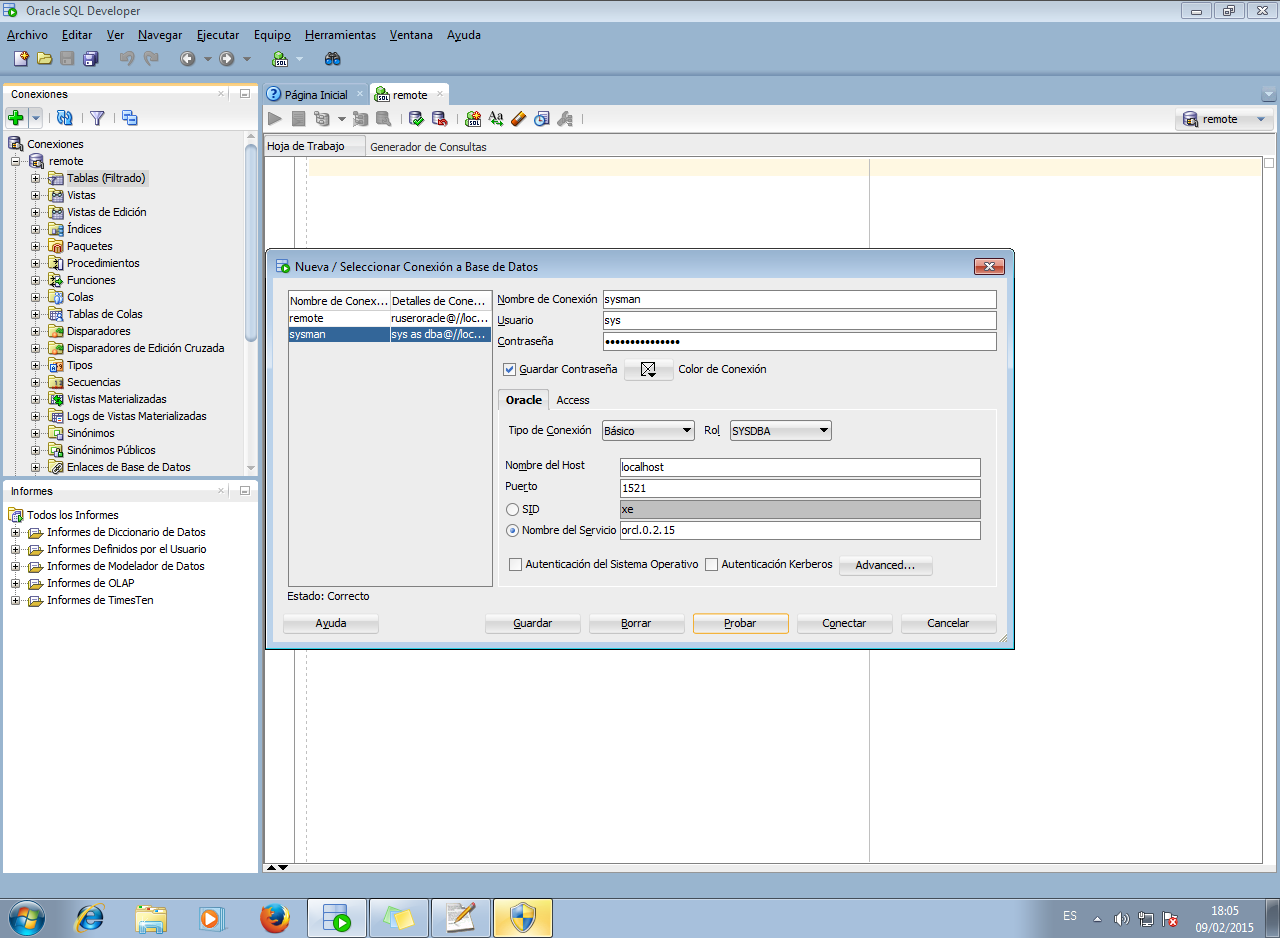 Oracle SQL Developer
Archivo Editar Ver Navegar Ejecutar Equipo Herramientas Ventana Ayuda
Conexiones
Conexiones
remote
Tablas (Filtrado)
Vistas
Vistas de Edición
Índices
Paquetes
Procedimientos
Funciones
Colas
Tablas de Colas
Disparadores
Disparadores de Edición Cruzada
Tipos
Secuencias
Vistas Materializadas
Logs de Vistas Materializadas
Sinónimos
Sinónimos Públicos
Enlaces de Base de Datos
Informes
Todos los Informes
Informes de Diccionario de Datos
Informes Definidos por el Usuario
Informes de Modelador de Datos
Informes de OLAP
Informes de TimesTen
Página Inicial remote
remote
Hoja de Trabajo Generador de Consultas
Nueva / Seleccionar Conexión a Base de Datos
Nombre de Conex... Detalles de Cone...
remote ruseroracle@//loc...
sysman sys as dba@//loc...
Nombre de Conexión sysman
Usuario sys
Contraseña •••••••••••••••
Guardar Contraseña Color de Conexión
Oracle Access
Tipo de Conexión Básico Rol SYSDBA
Nombre del Host localhost
Puerto 1521
SID xe
Nombre del Servicio orcl.0.2.15
Autenticación del Sistema Operativo Autenticación Kerberos Advanced...
Estado: Correcto
Ayuda Guardar Borrar Probar Conectar Cancelar
ES 18:05
09/02/2015